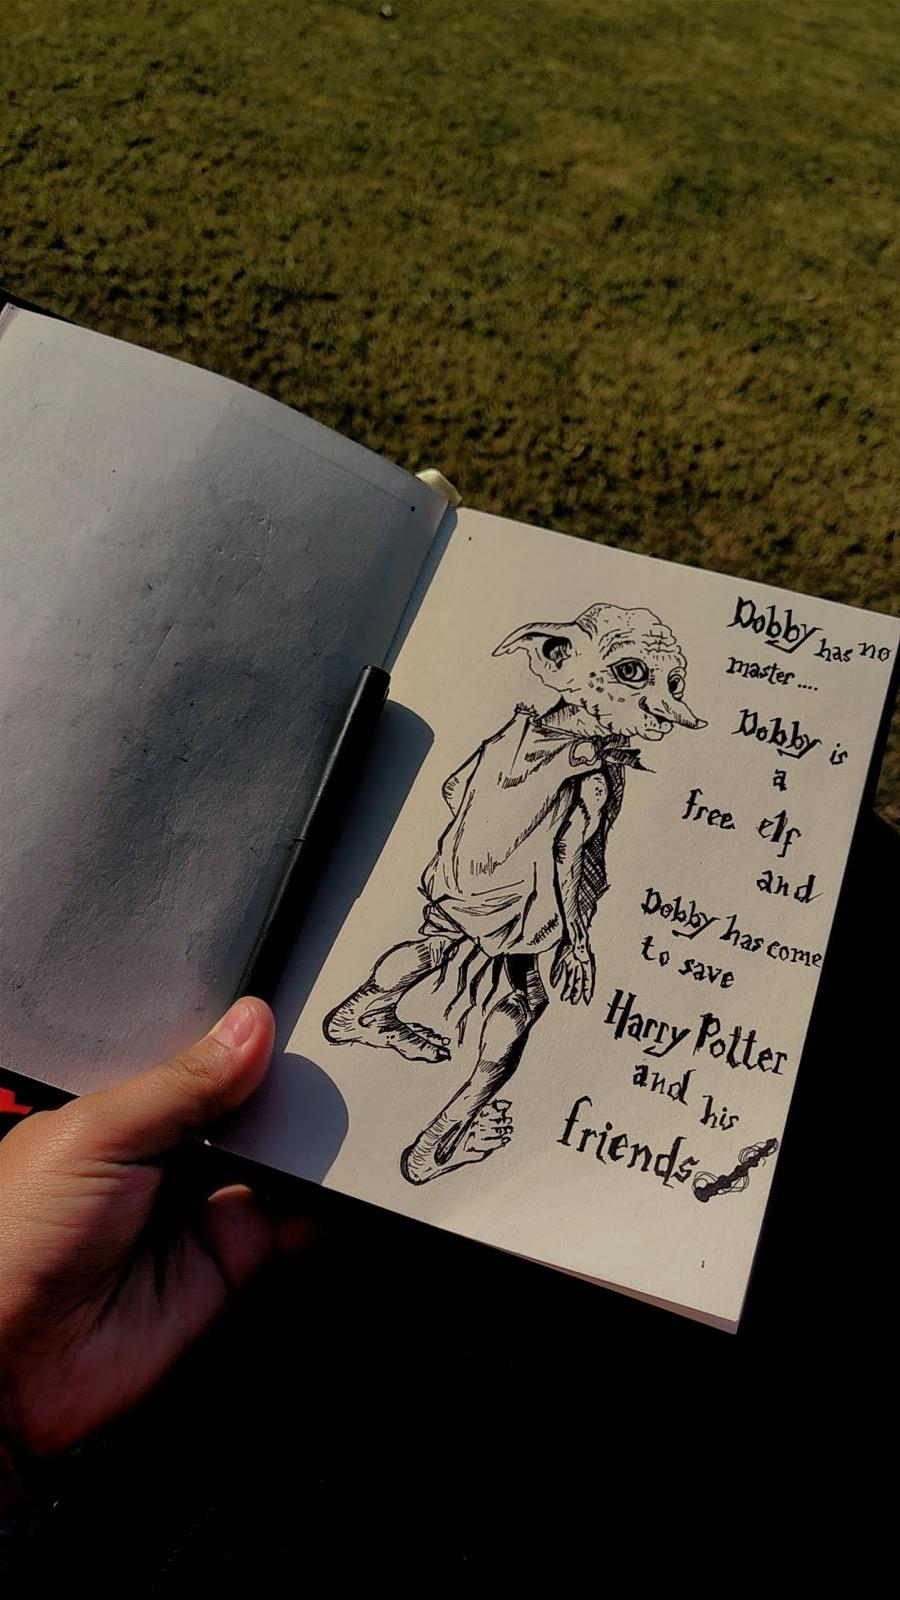 Dobby has no
master....
Dobby is
a
free elf
and
Dobby has come
to save
Harry Potter
and his
friends